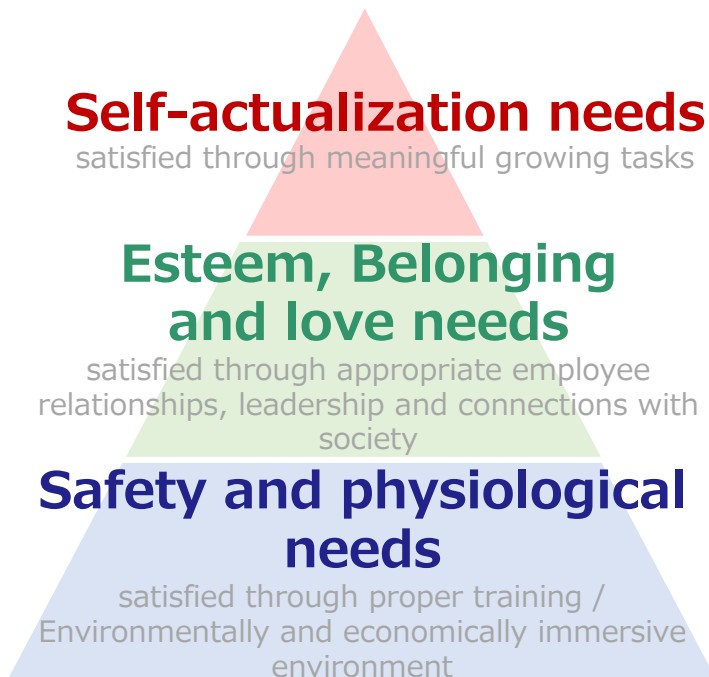 Self-actualization needs
satisfied through meaningful growing tasks
Esteem, Belonging
and love needs
satisfied through appropriate employee
relationships, leadership and connections with
society
Safety and physiological
needs
satisfied through proper training /
Environmentally and economically immersive
environment